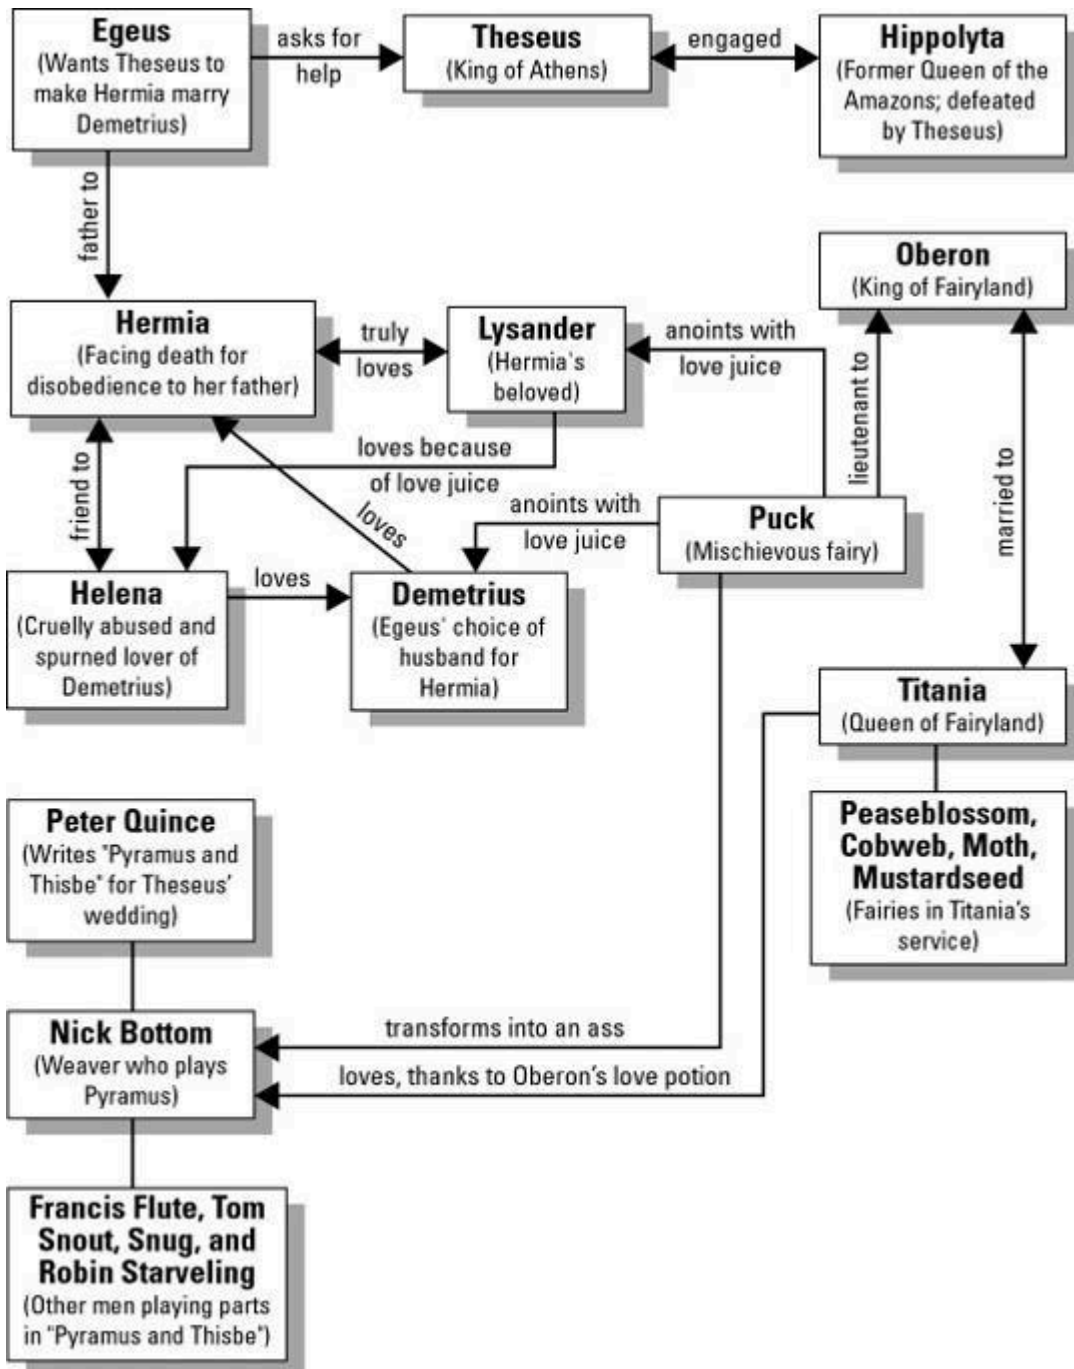 Egeus
(Wants Theseus to
make Hermia marry
Demetrius)
asks for
help
Theseus
(King of Athens)
engaged
Hippolyta
(Former Queen of the
Amazons; defeated
by Theseus)
father to
Oberon
(King of Fairyland)
Hermia
(Facing death for
disobedience to her father)
truly
loves
Lysander
(Hermia's
beloved)
anoints with
love juice
lieutenant to
married to
friend to
loves because
of love juice
loves
anoints with
love juice
Puck
(Mischievous fairy)
Helena
(Cruelly abused and
spurned lover of
Demetrius)
loves
Demetrius
(Egeus' choice of
husband for
Hermia)
Titania
(Queen of Fairyland)
Peaseblossom,
Cobweb, Moth,
Mustardseed
(Fairies in Titania's
service)
Peter Quince
(Writes "Pyramus and
Thisbe" for Theseus'
wedding)
Nick Bottom
(Weaver who plays
Pyramus)
transforms into an ass
loves, thanks to Oberon's love potion
Francis Flute, Tom
Snout, Snug, and
Robin Starveling
(Other men playing parts
in "Pyramus and Thisbe")